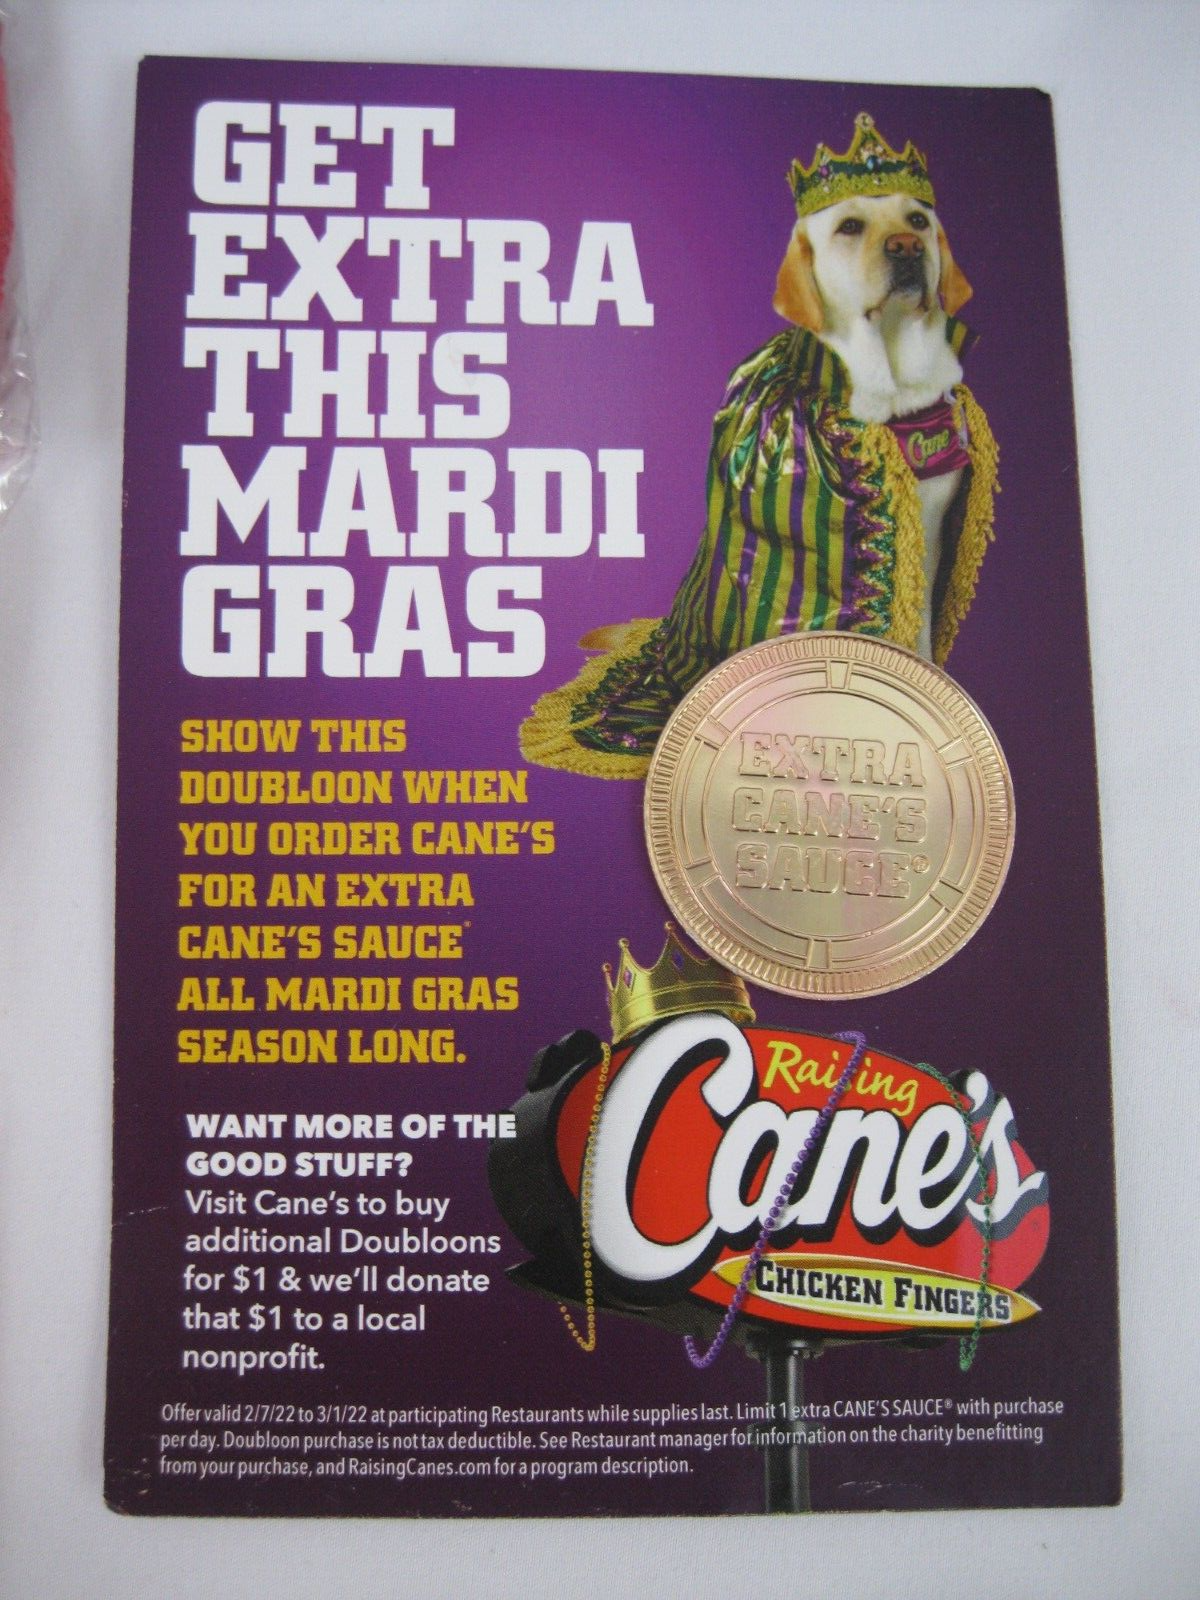 GET
EXTRA
THIS
MARDI
GRAS
SHOW THIS
DOUBLOON WHEN
YOU ORDER CANE'S
FOR AN EXTRA
CANE'S SAUCE®
ALL MARDI GRAS
SEASON LONG.
WANT MORE OF THE
GOOD STUFF?
Visit Cane's to buy
additional Doubloons
for $1 & we'll donate
that $1 to a local
nonprofit.
Cane
EXTRA
CANE'S
SAUCE®
Raising
Cane's
CHICKEN FINGERS
Offer valid 2/7/22 to 3/1/22 at participating Restaurants while supplies last. Limit 1 extra CANE'S SAUCE® with purchase
per day. Doubloon purchase is not tax deductible. See Restaurant manager for information on the charity benefitting
from your purchase, and RaisingCanes.com for a program description.